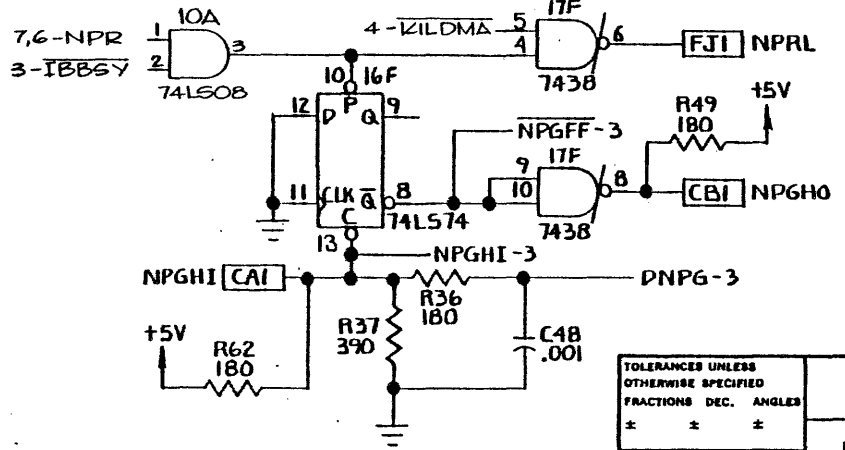 10A
17F
7,6-NPR 1
3
3-IBBSY 2
74LS08
4-KILDMA 5
4
6
FJ1 NPRL
7438
10 16F
12 D P Q 9
11 CLK Q 8
C
74LS74
13
NPGFF-3
17F
9
10
8
7438
R49
180
+5V
CB1 NPGHO
NPGHI-3
NPGHI CA1
R36
180
DNPG-3
+5V
R62
180
R37
390
C48
.001
TOLERANCES UNLESS
OTHERWISE SPECIFIED
FRACTIONS DEC. ANGLES
± ± ±